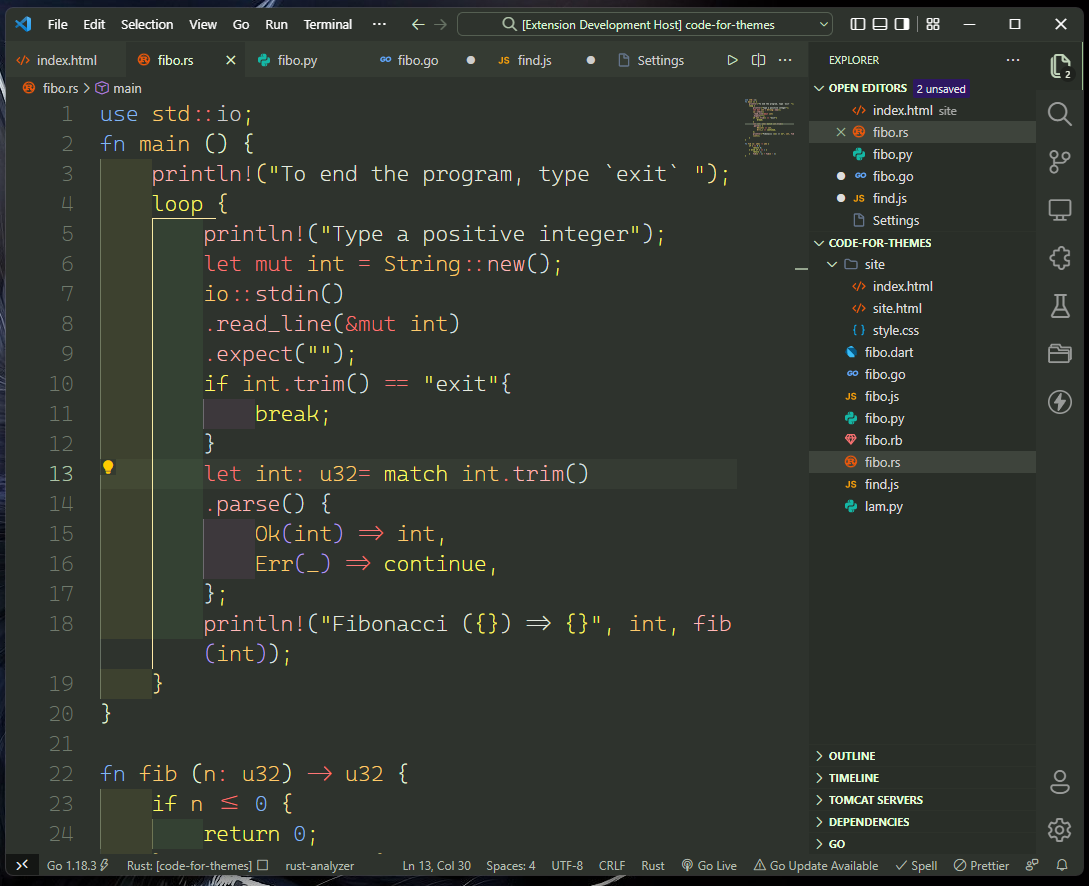 File Edit Selection View Go Run Terminal ··· [Extension Development Host] code-for-themes
index.html fibo.rs fibo.py fibo.go find.js Settings
fibo.rs > main
1 use std::io;
2 fn main () {
3 println!("To end the program, type `exit` ");
4 loop {
5 println!("Type a positive integer");
6 let mut int = String::new();
7 io::stdin()
8 .read_line(&mut int)
9 .expect("");
10 if int.trim() == "exit"{
11 break;
12 }
13 let int: u32= match int.trim()
14 .parse() {
15 Ok(int) => int,
16 Err(_) => continue,
17 };
18 println!("Fibonacci ({}) => {}", int, fib
(int));
19 }
20 }
21
22 fn fib (n: u32) -> u32 {
23 if n <= 0 {
24 return 0;
EXPLORER
OPEN EDITORS 2 unsaved
index.html site
fibo.rs
fibo.py
fibo.go
JS find.js
Settings
CODE-FOR-THEMES
site
index.html
site.html
{ } style.css
fibo.dart
fibo.go
JS fibo.js
fibo.py
fibo.rb
fibo.rs
JS find.js
lam.py
OUTLINE
TIMELINE
TOMCAT SERVERS
DEPENDENCIES
GO
2
Go 1.18.3 Rust: [code-for-themes] rust-analyzer Ln 13, Col 30 Spaces: 4 UTF-8 CRLF Rust Go Live Go Update Available Spell Prettier